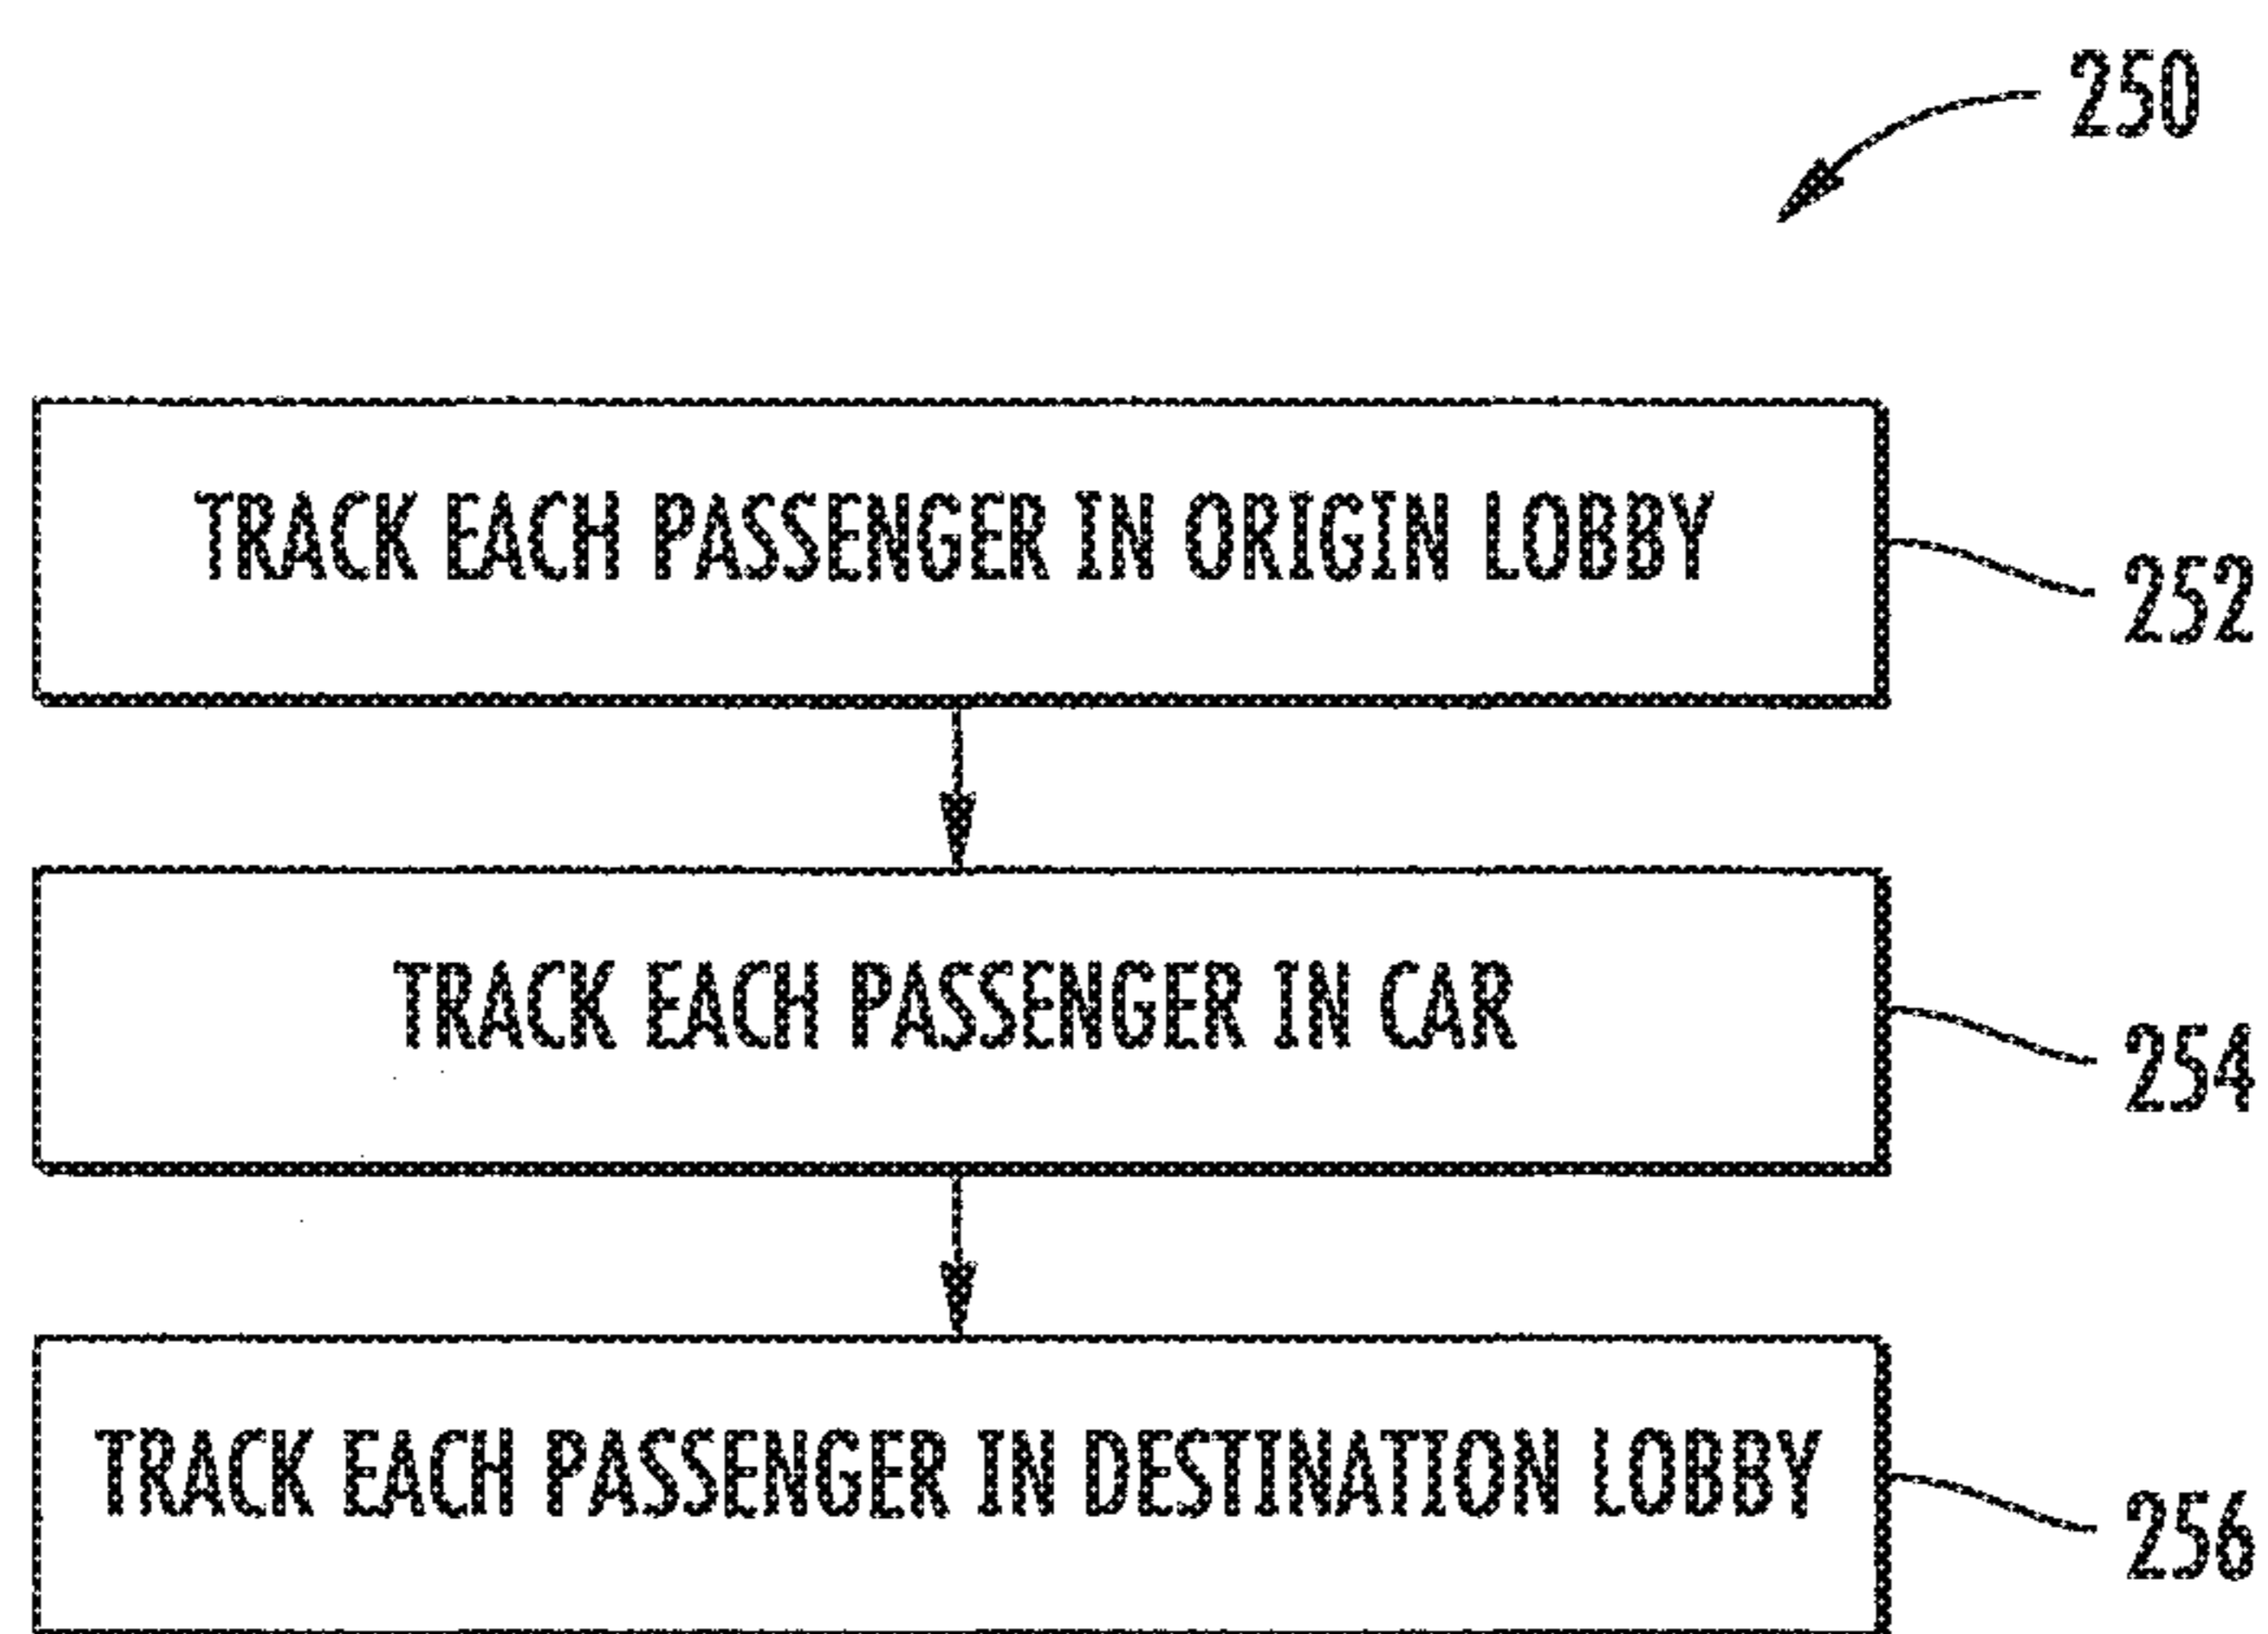 250
TRACK EACH PASSENGER IN ORIGIN LOBBY
252
TRACK EACH PASSENGER IN CAR
254
TRACK EACH PASSENGER IN DESTINATION LOBBY
256